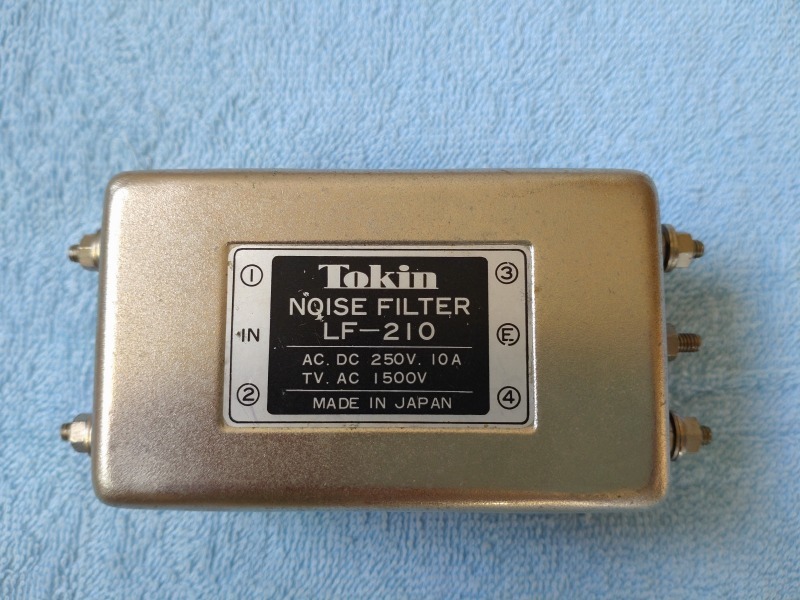 Tokin
NOISE FILTER
LF-210
AC. DC 250V. 10A
TV. AC 1500V
MADE IN JAPAN
①
IN
②
③
Ⓔ
④